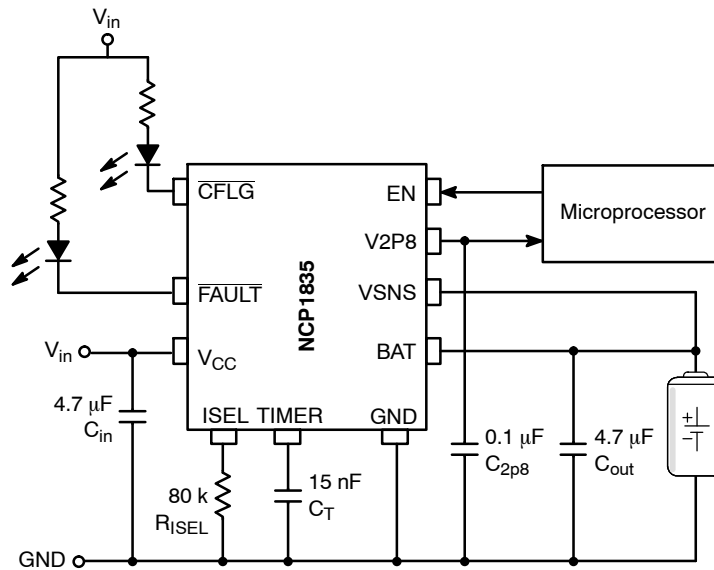 Vin
CFLG
EN
Microprocessor
V2P8
NCP1835
FAULT
VSNS
Vin
VCC
BAT
ISEL
TIMER
GND
4.7 µF
Cin
80 k
RISEL
15 nF
CT
0.1 µF
C2p8
4.7 µF
Cout
+
−
GND